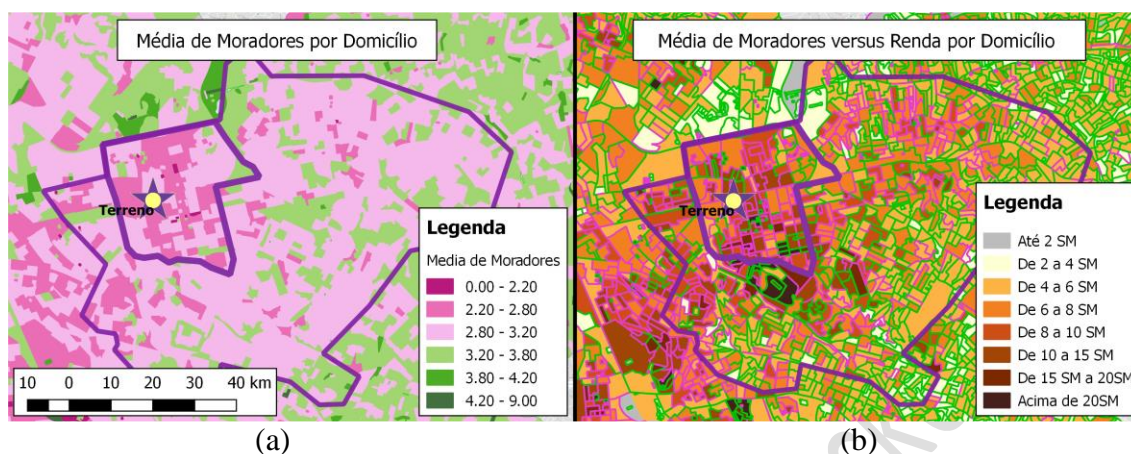 Média de Moradores por Domicílio
Terreno
Legenda
Media de Moradores
0.00 - 2.20
2.20 - 2.80
2.80 - 3.20
3.20 - 3.80
3.80 - 4.20
4.20 - 9.00
10 0 10 20 30 40 km
(a)
Média de Moradores versus Renda por Domicílio
Terreno
Legenda
Até 2 SM
De 2 a 4 SM
De 4 a 6 SM
De 6 a 8 SM
De 8 a 10 SM
De 10 a 15 SM
De 15 SM a 20SM
Acima de 20SM
(b)